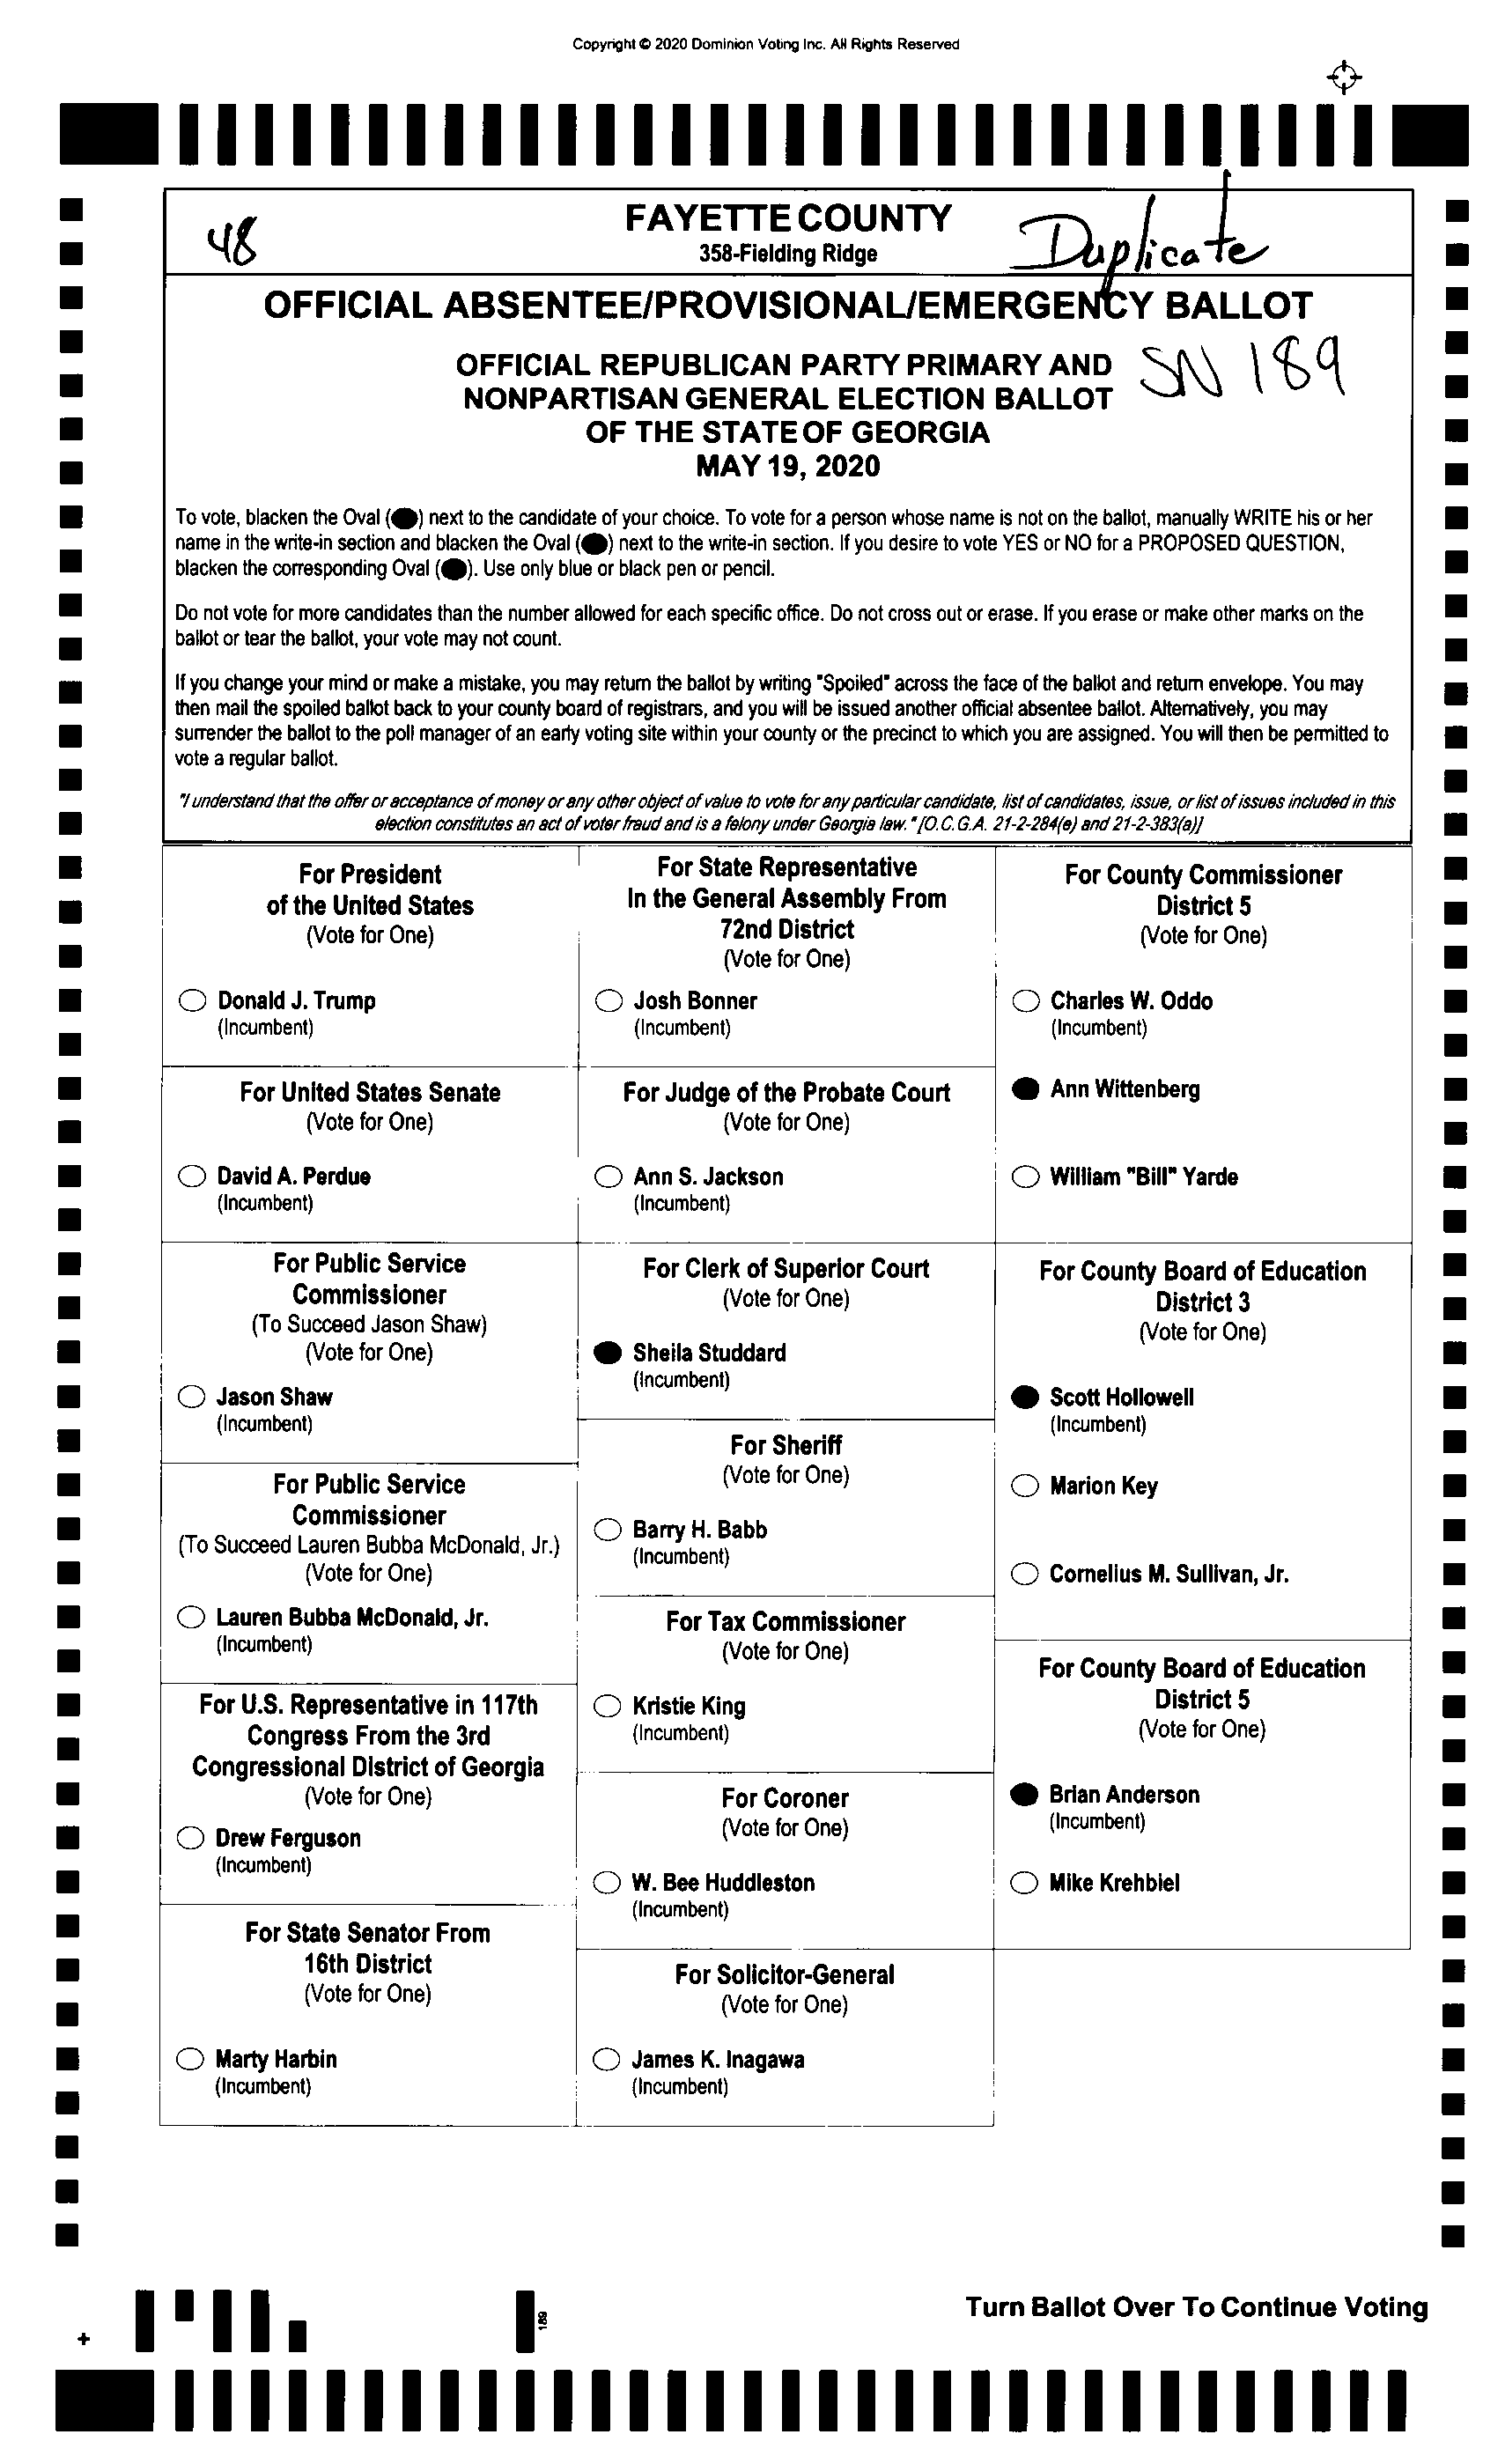 Copyright © 2020 Dominion Voting Inc. All Rights Reserved
48
FAYETTE COUNTY
358-Fielding Ridge
Duplicate
OFFICIAL ABSENTEE/PROVISIONAL/EMERGENCY BALLOT
OFFICIAL REPUBLICAN PARTY PRIMARY AND
NONPARTISAN GENERAL ELECTION BALLOT
OF THE STATE OF GEORGIA
MAY 19, 2020
SN 189
To vote, blacken the Oval (●) next to the candidate of your choice. To vote for a person whose name is not on the ballot, manually WRITE his or her
name in the write-in section and blacken the Oval (●) next to the write-in section. If you desire to vote YES or NO for a PROPOSED QUESTION,
blacken the corresponding Oval (●). Use only blue or black pen or pencil.
Do not vote for more candidates than the number allowed for each specific office. Do not cross out or erase. If you erase or make other marks on the
ballot or tear the ballot, your vote may not count.
If you change your mind or make a mistake, you may return the ballot by writing "Spoiled" across the face of the ballot and return envelope. You may
then mail the spoiled ballot back to your county board of registrars, and you will be issued another official absentee ballot. Alternatively, you may
surrender the ballot to the poll manager of an early voting site within your county or the precinct to which you are assigned. You will then be permitted to
vote a regular ballot.
"I understand that the offer or acceptance of money or any other object of value to vote for any particular candidate, list of candidates, issue, or list of issues included in this
election constitutes an act of voter fraud and is a felony under Georgia law." [O.C.G.A. 21-2-284(e) and 21-2-383(a)]
For President
of the United States
(Vote for One)
Donald J. Trump
(Incumbent)
For United States Senate
(Vote for One)
David A. Perdue
(Incumbent)
For Public Service
Commissioner
(To Succeed Jason Shaw)
(Vote for One)
Jason Shaw
(Incumbent)
For Public Service
Commissioner
(To Succeed Lauren Bubba McDonald, Jr.)
(Vote for One)
Lauren Bubba McDonald, Jr.
(Incumbent)
For U.S. Representative in 117th
Congress From the 3rd
Congressional District of Georgia
(Vote for One)
Drew Ferguson
(Incumbent)
For State Senator From
16th District
(Vote for One)
Marty Harbin
(Incumbent)
For State Representative
In the General Assembly From
72nd District
(Vote for One)
Josh Bonner
(Incumbent)
For Judge of the Probate Court
(Vote for One)
Ann S. Jackson
(Incumbent)
For Clerk of Superior Court
(Vote for One)
Sheila Studdard
(Incumbent)
For Sheriff
(Vote for One)
Barry H. Babb
(Incumbent)
For Tax Commissioner
(Vote for One)
Kristie King
(Incumbent)
For Coroner
(Vote for One)
W. Bee Huddleston
(Incumbent)
For Solicitor-General
(Vote for One)
James K. Inagawa
(Incumbent)
For County Commissioner
District 5
(Vote for One)
Charles W. Oddo
(Incumbent)
Ann Wittenberg
William "Bill" Yarde
For County Board of Education
District 3
(Vote for One)
Scott Hollowell
(Incumbent)
Marion Key
Cornelius M. Sullivan, Jr.
For County Board of Education
District 5
(Vote for One)
Brian Anderson
(Incumbent)
Mike Krehbiel
189
Turn Ballot Over To Continue Voting